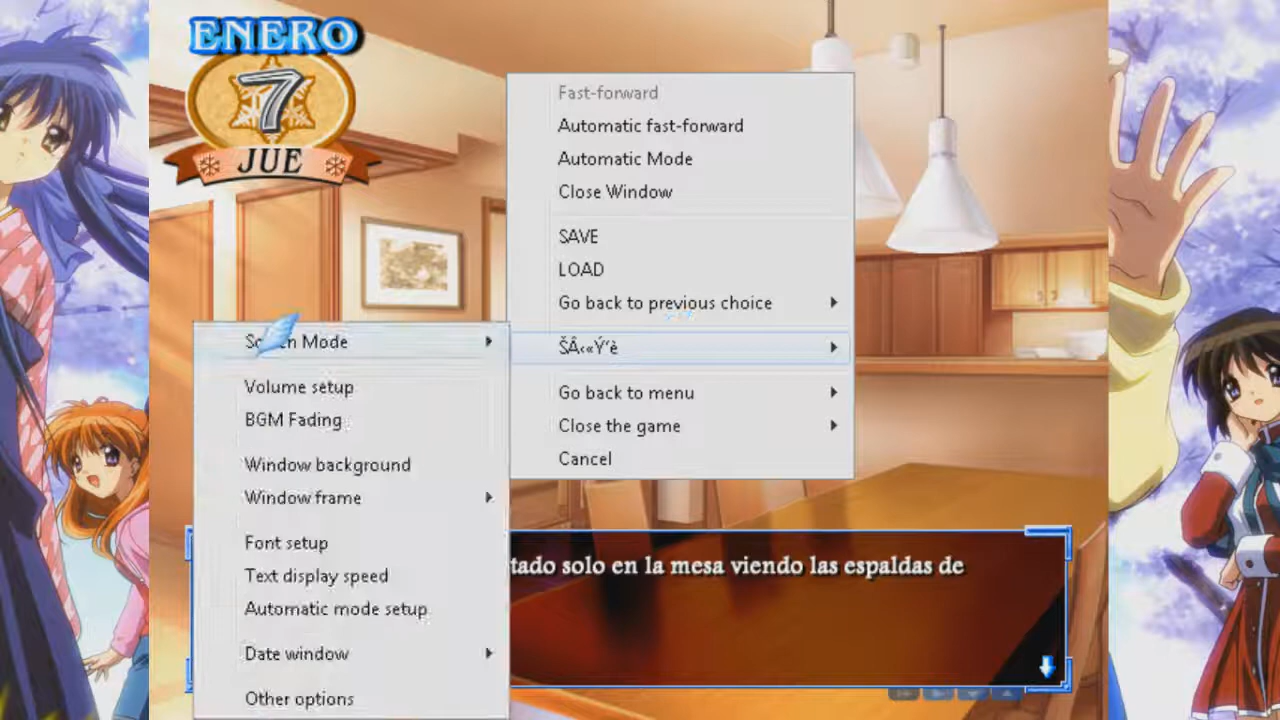 ENERO
7
JUE
Fast-forward
Automatic fast-forward
Automatic Mode
Close Window
SAVE
LOAD
Go back to previous choice
ŠÂ‹«Ý’è
Go back to menu
Close the game
Cancel
Mode
Volume setup
BGM Fading
Window background
Window frame
Font setup
Text display speed
Automatic mode setup
Date window
Other options
tado solo en la mesa viendo las espaldas de